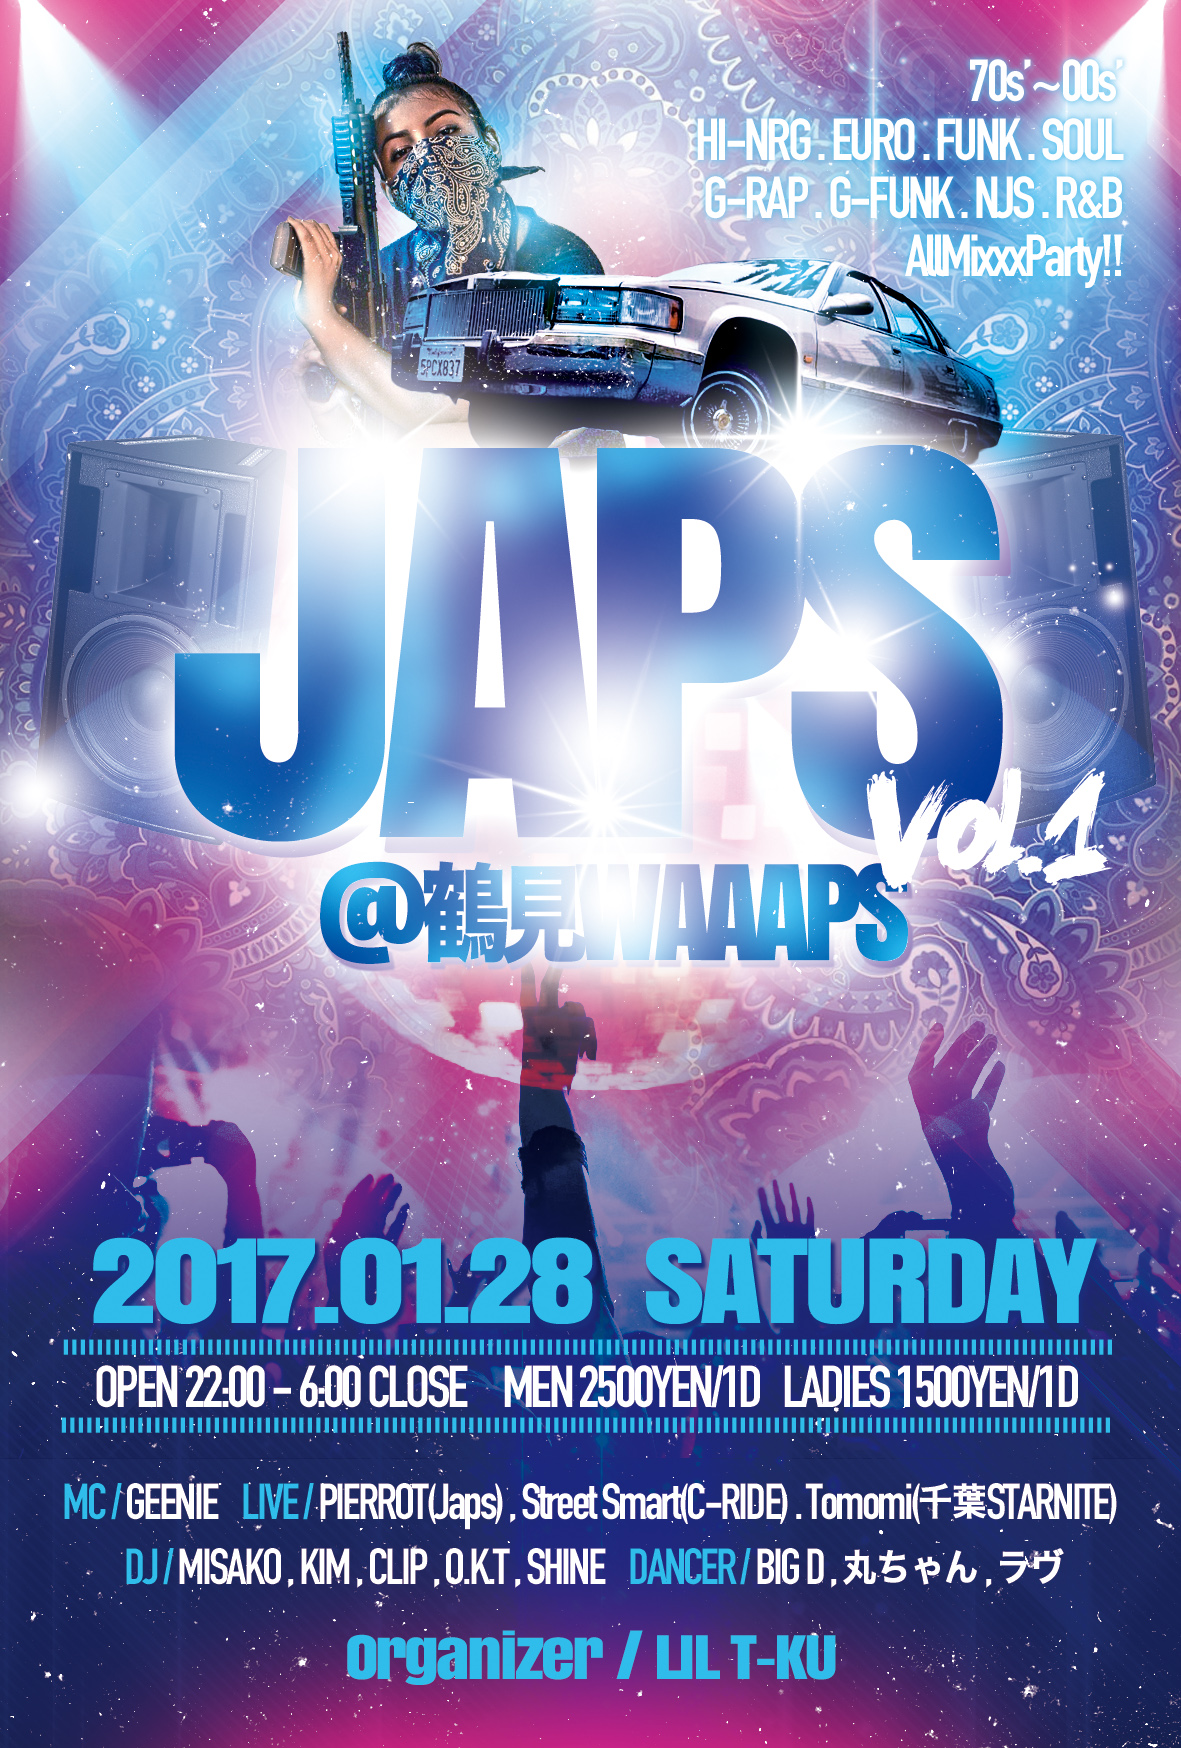 70s'~00s'
HI-NRG . EURO . FUNK . SOUL
G-RAP . G-FUNK . NJS . R&B
AllMixxxParty!!
California
5PCX837
JAPS
VOL.1
@鶴見WAAAPS
2017.01.28 SATURDAY
OPEN 22:00 - 6:00 CLOSE MEN 2500YEN/1D LADIES 1500YEN/1D
MC / GEENIE LIVE / PIERROT(Japs) , Street Smart(C-RIDE) . Tomomi(千葉STARNITE)
DJ / MISAKO , KIM , CLIP , O.K.T , SHINE DANCER / BIG D , 丸ちゃん , ラヴ
Organizer / LIL T-KU